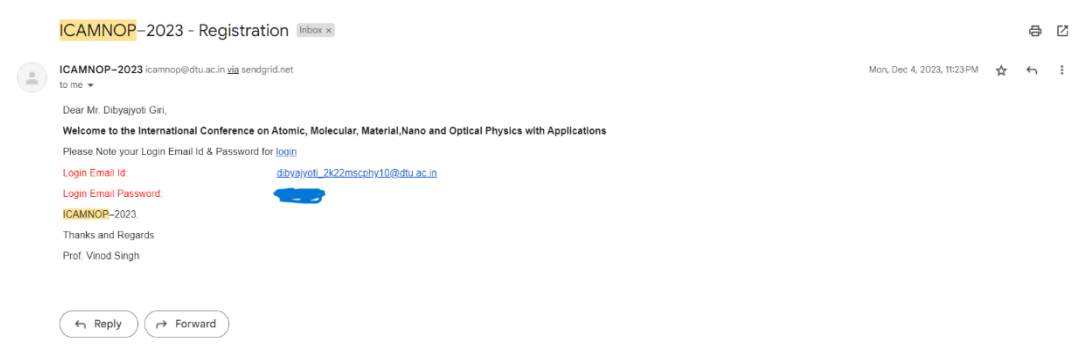 ICAMNOP–2023 - Registration Inbox ×
ICAMNOP–2023 icamnop@dtu.ac.in via sendgrid.net Mon, Dec 4, 2023, 11:23 PM
to me
Dear Mr. Dibyajyoti Giri,
Welcome to the International Conference on Atomic, Molecular, Material,Nano and Optical Physics with Applications
Please Note your Login Email Id & Password for login
Login Email Id: dibyajyoti_2k22mscphy10@dtu.ac.in
Login Email Password:
ICAMNOP–2023.
Thanks and Regards
Prof. Vinod Singh
Reply Forward